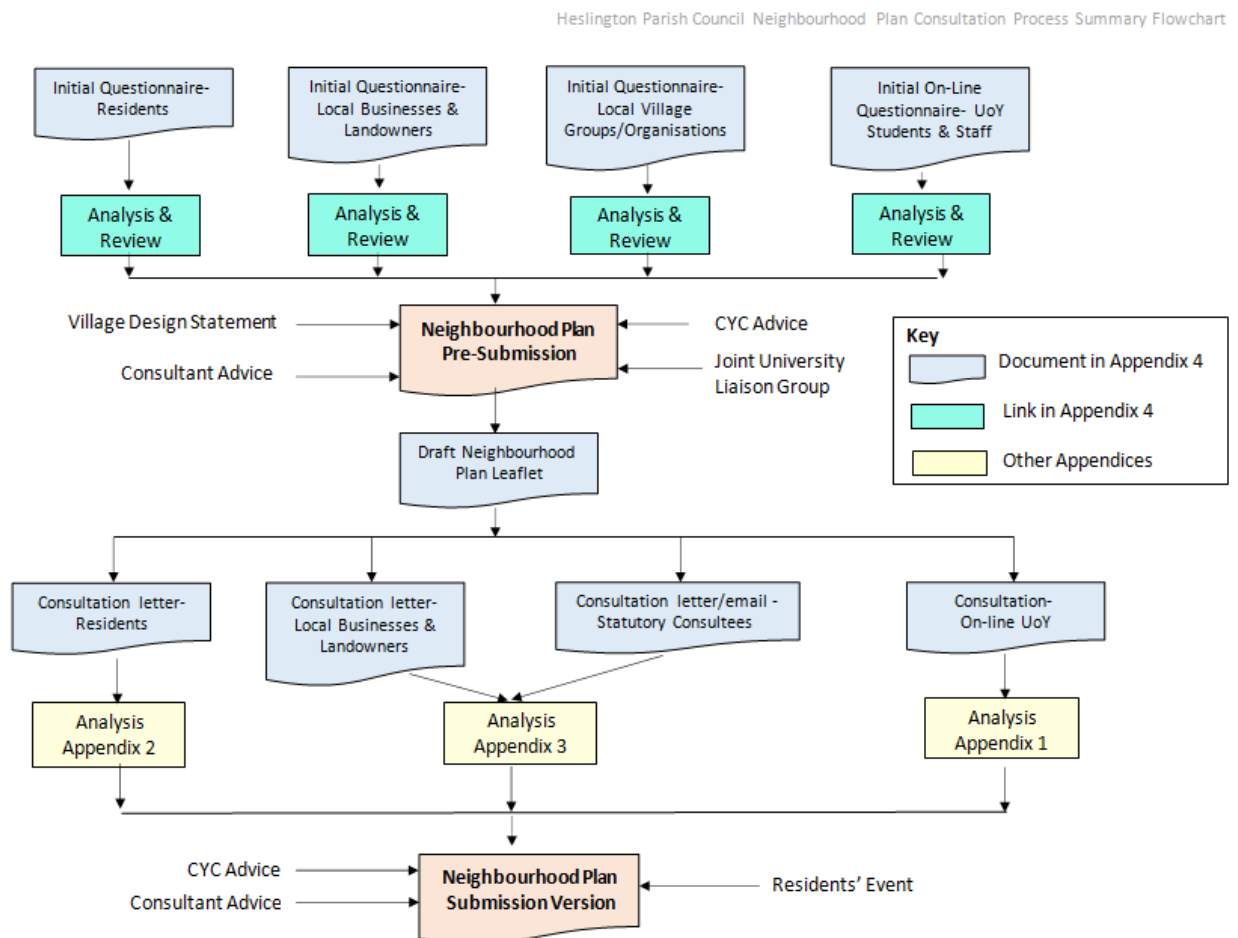 Heslington Parish Council Neighbourhood Plan Consultation Process Summary Flowchart
Initial Questionnaire-
Residents
Initial Questionnaire-
Local Businesses &
Landowners
Initial Questionnaire-
Local Village
Groups/Organisations
Initial On-Line
Questionnaire- UoY
Students & Staff
Analysis &
Review
Analysis &
Review
Analysis &
Review
Analysis &
Review
Village Design Statement
Consultant Advice
Neighbourhood Plan
Pre-Submission
CYC Advice
Joint University
Liaison Group
Key
Document in Appendix 4
Link in Appendix 4
Other Appendices
Draft Neighbourhood
Plan Leaflet
Consultation letter-
Residents
Consultation letter-
Local Businesses &
Landowners
Consultation letter/email -
Statutory Consultees
Consultation-
On-line UoY
Analysis
Appendix 2
Analysis
Appendix 3
Analysis
Appendix 1
CYC Advice
Consultant Advice
Neighbourhood Plan
Submission Version
Residents' Event